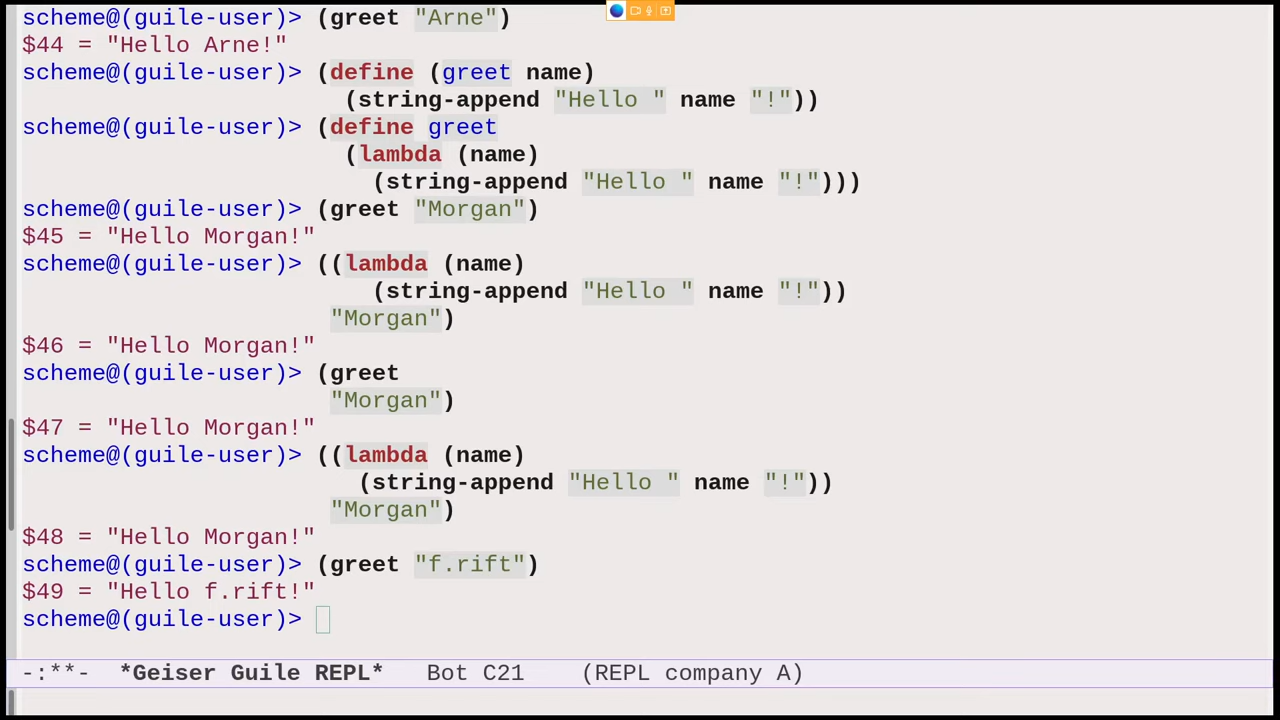 scheme@(guile-user)> (greet "Arne")
$44 = "Hello Arne!"
scheme@(guile-user)> (define (greet name)
                       (string-append "Hello " name "!"))
scheme@(guile-user)> (define greet
                       (lambda (name)
                         (string-append "Hello " name "!")))
scheme@(guile-user)> (greet "Morgan")
$45 = "Hello Morgan!"
scheme@(guile-user)> ((lambda (name)
                         (string-append "Hello " name "!"))
                      "Morgan")
$46 = "Hello Morgan!"
scheme@(guile-user)> (greet
                      "Morgan")
$47 = "Hello Morgan!"
scheme@(guile-user)> ((lambda (name)
                        (string-append "Hello " name "!"))
                      "Morgan")
$48 = "Hello Morgan!"
scheme@(guile-user)> (greet "f.rift")
$49 = "Hello f.rift!"
scheme@(guile-user)>
-:**-  *Geiser Guile REPL*   Bot C21    (REPL company A)